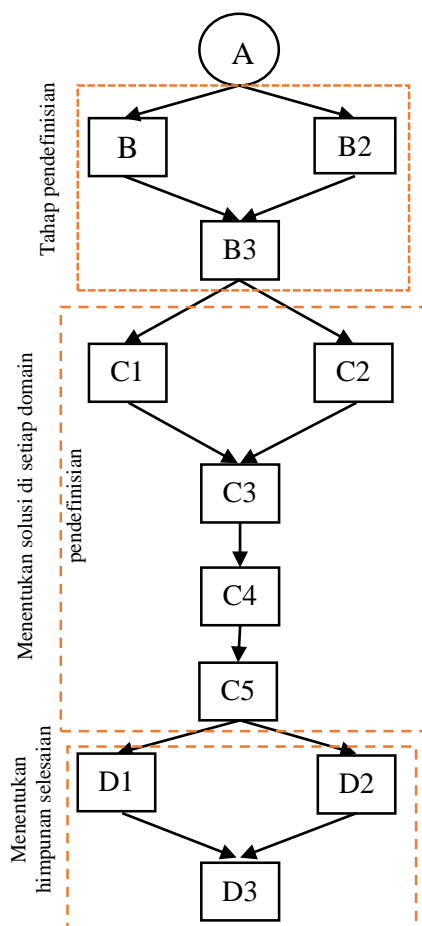 A
Tahap pendefinisian
B
B2
B3
Menentukan solusi di setiap domain
pendefinisian
C1
C2
C3
C4
C5
Menentukan
himpunan selesaian
D1
D2
D3